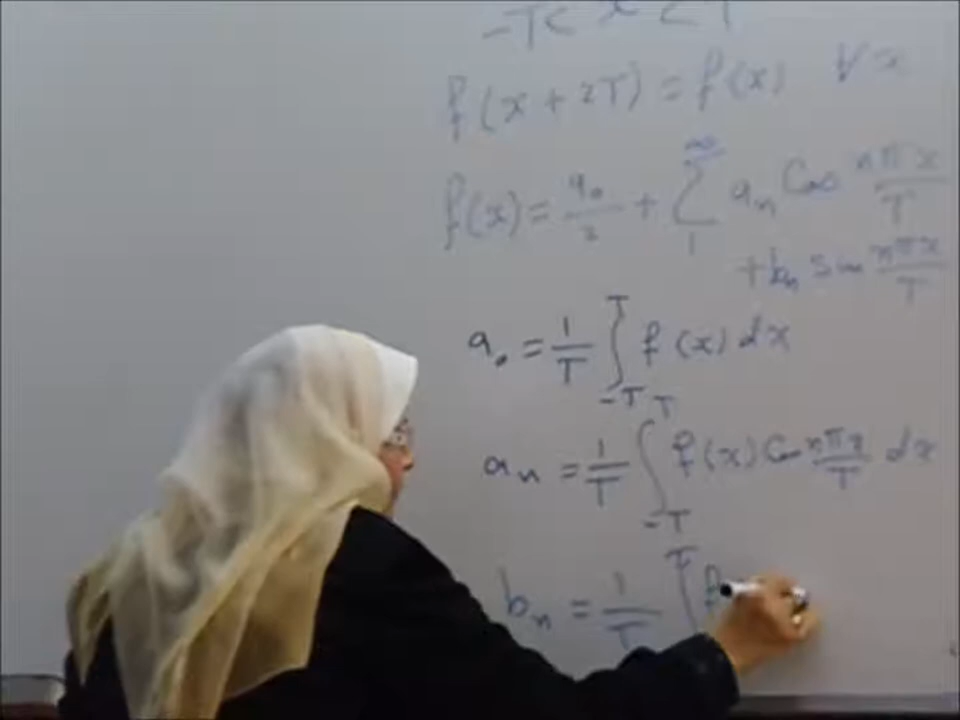 -T < x < T
f(x+2T) = f(x) ∀x
f(x) = a₀/2 + ∑₁^∞ aₙ Cos nπx/T
+ bₙ Sin nπx/T
a₀ = 1/T ∫_{-T}^{T} f(x) dx
aₙ = 1/T ∫_{-T}^{T} f(x) Cos nπx/T dx
bₙ = 1/T ∫^{T} f